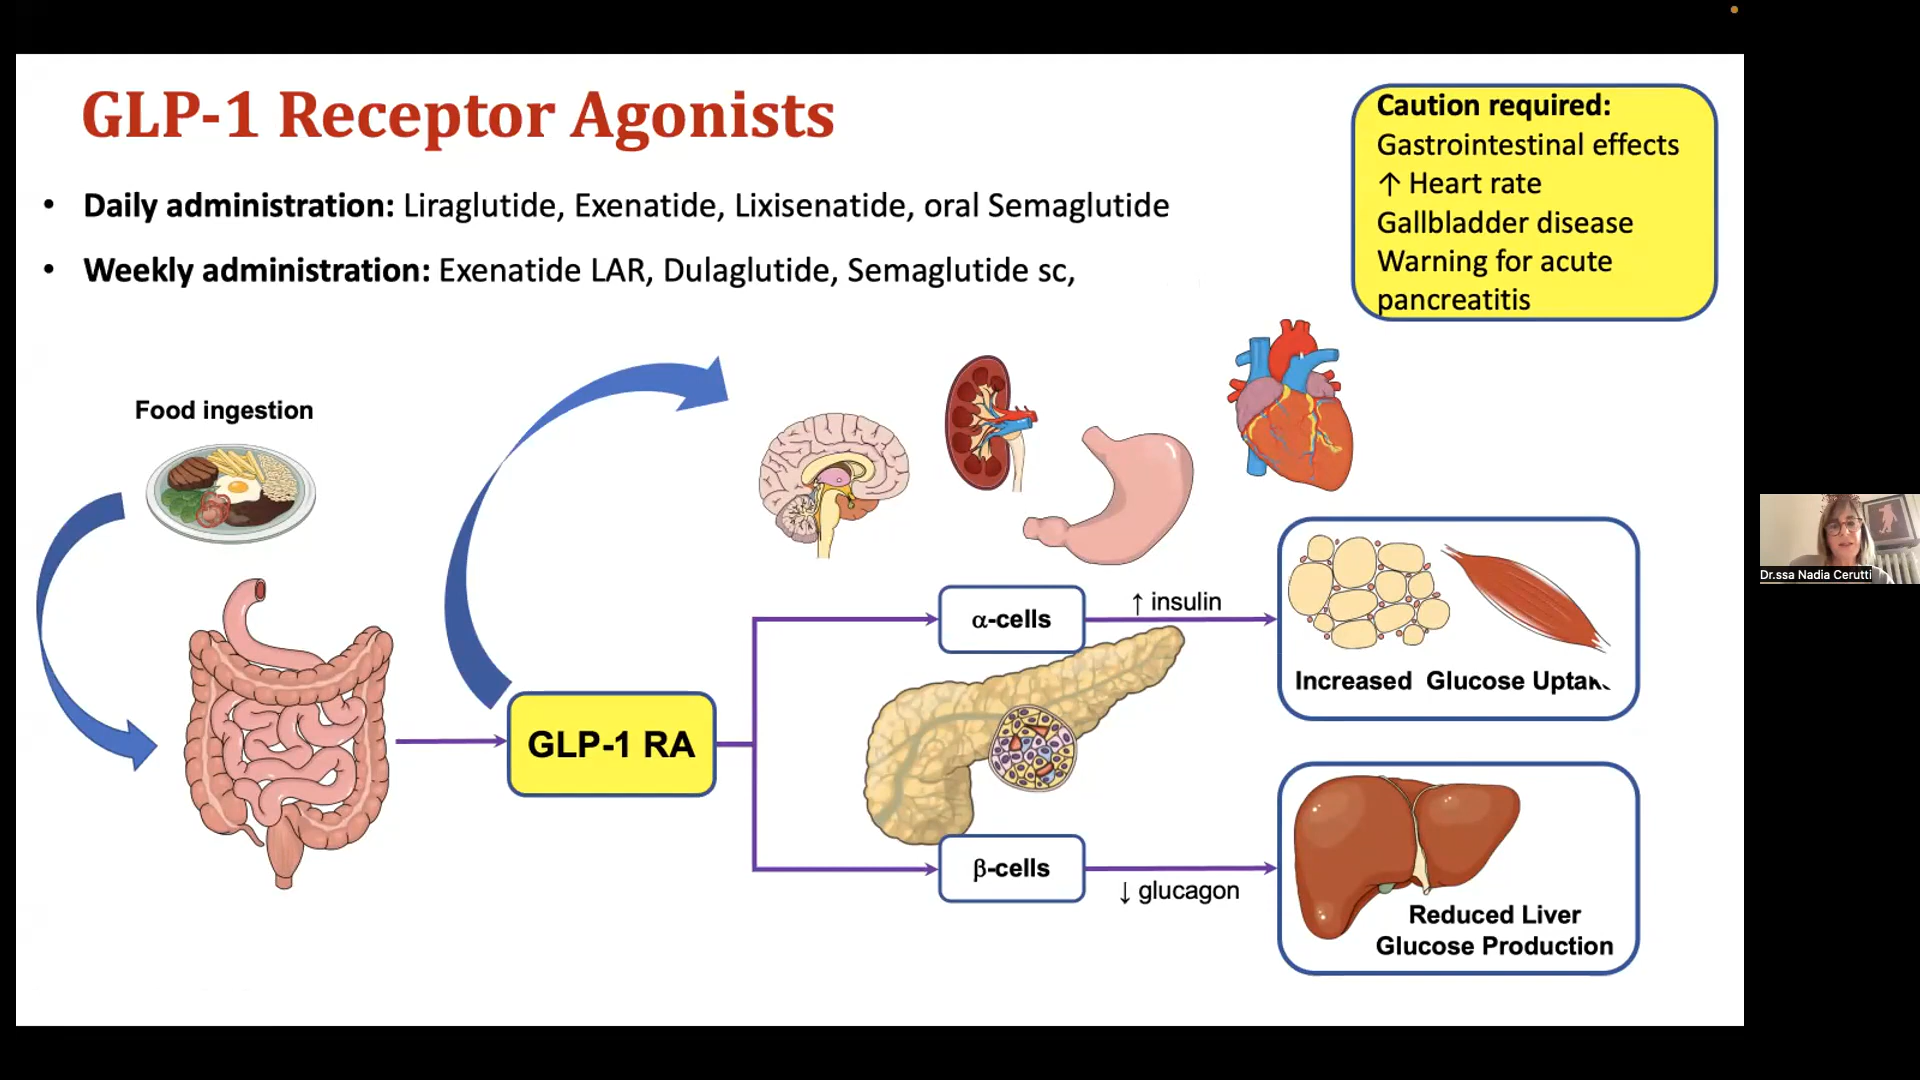 GLP-1 Receptor Agonists
• Daily administration: Liraglutide, Exenatide, Lixisenatide, oral Semaglutide
• Weekly administration: Exenatide LAR, Dulaglutide, Semaglutide sc,
Caution required:
Gastrointestinal effects
↑ Heart rate
Gallbladder disease
Warning for acute
pancreatitis
Food ingestion
GLP-1 RA
α-cells
↑ insulin
Increased Glucose
β-cells
↓ glucagon
Reduced Liver
Glucose Production
Dr.ssa Nadia Cerutti